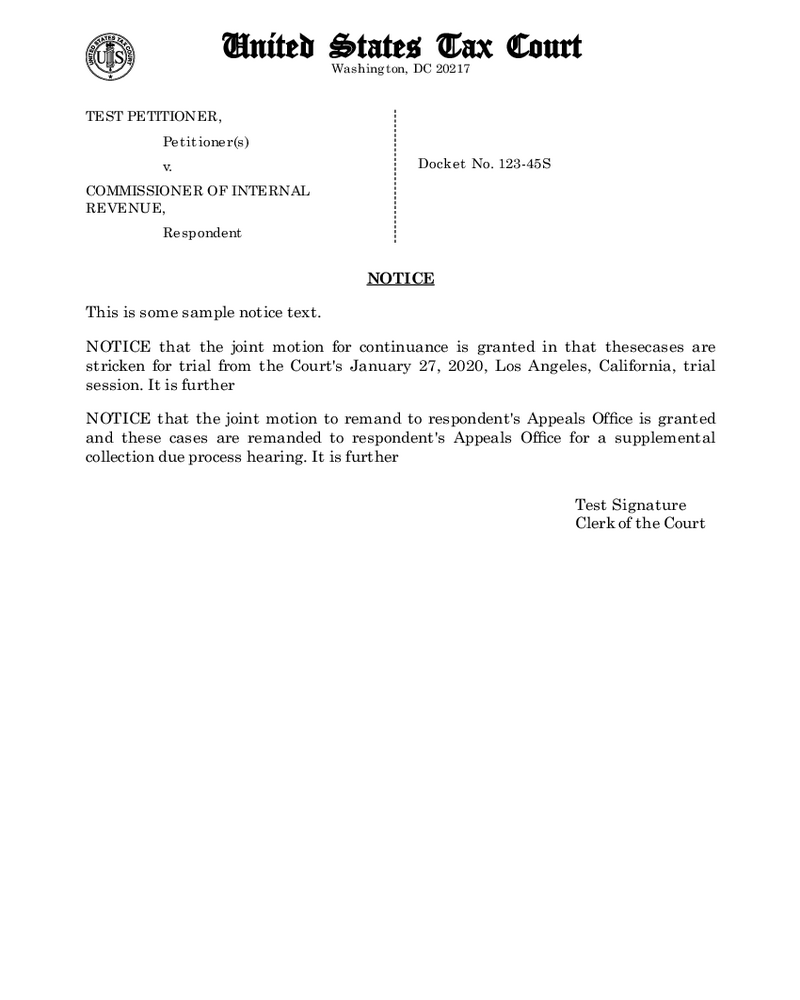 UNITED STATES TAX COURT
US
United States Tax Court
Washington, DC 20217
TEST PETITIONER,
Petitioner(s)
v.
COMMISSIONER OF INTERNAL
REVENUE,
Respondent
Docket No. 123-45S
NOTICE
This is some sample notice text.
NOTICE that the joint motion for continuance is granted in that thesecases are
stricken for trial from the Court's January 27, 2020, Los Angeles, California, trial
session. It is further
NOTICE that the joint motion to remand to respondent's Appeals Office is granted
and these cases are remanded to respondent's Appeals Office for a supplemental
collection due process hearing. It is further
Test Signature
Clerk of the Court